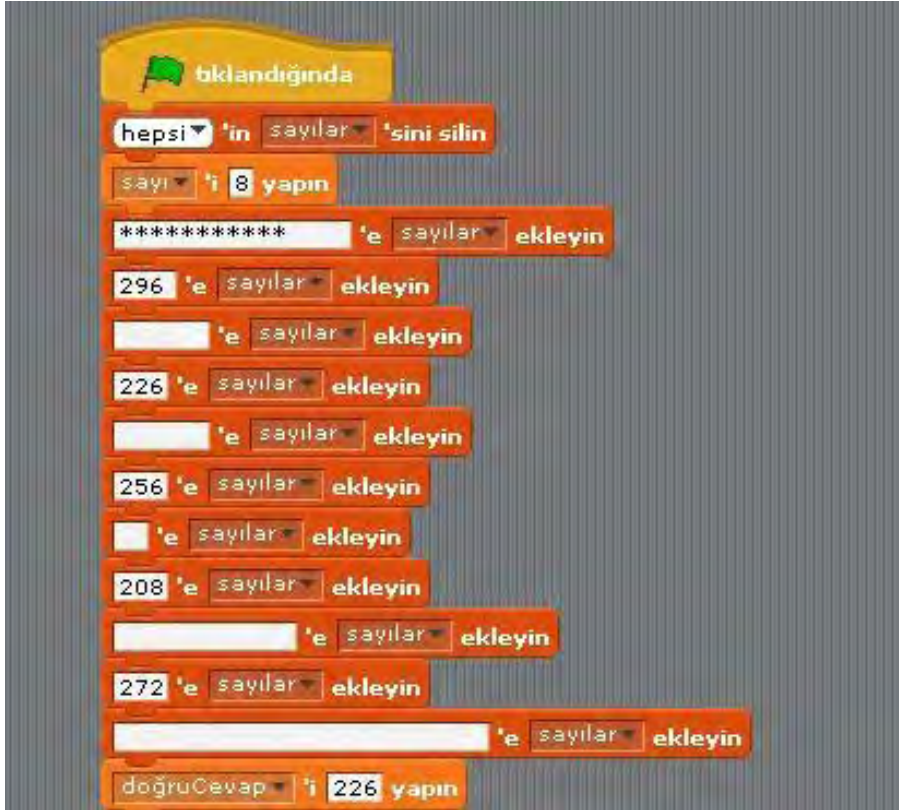 tıklandığında
hepsi 'in sayılar 'sini silin
sayı 'i 8 yapın
*********** 'e sayılar ekleyin
296 'e sayılar ekleyin
'e sayılar ekleyin
226 'e sayılar ekleyin
'e sayılar ekleyin
256 'e sayılar ekleyin
'e sayılar ekleyin
208 'e sayılar ekleyin
'e sayılar ekleyin
272 'e sayılar ekleyin
'e sayılar ekleyin
doğruCevap 'i 226 yapın